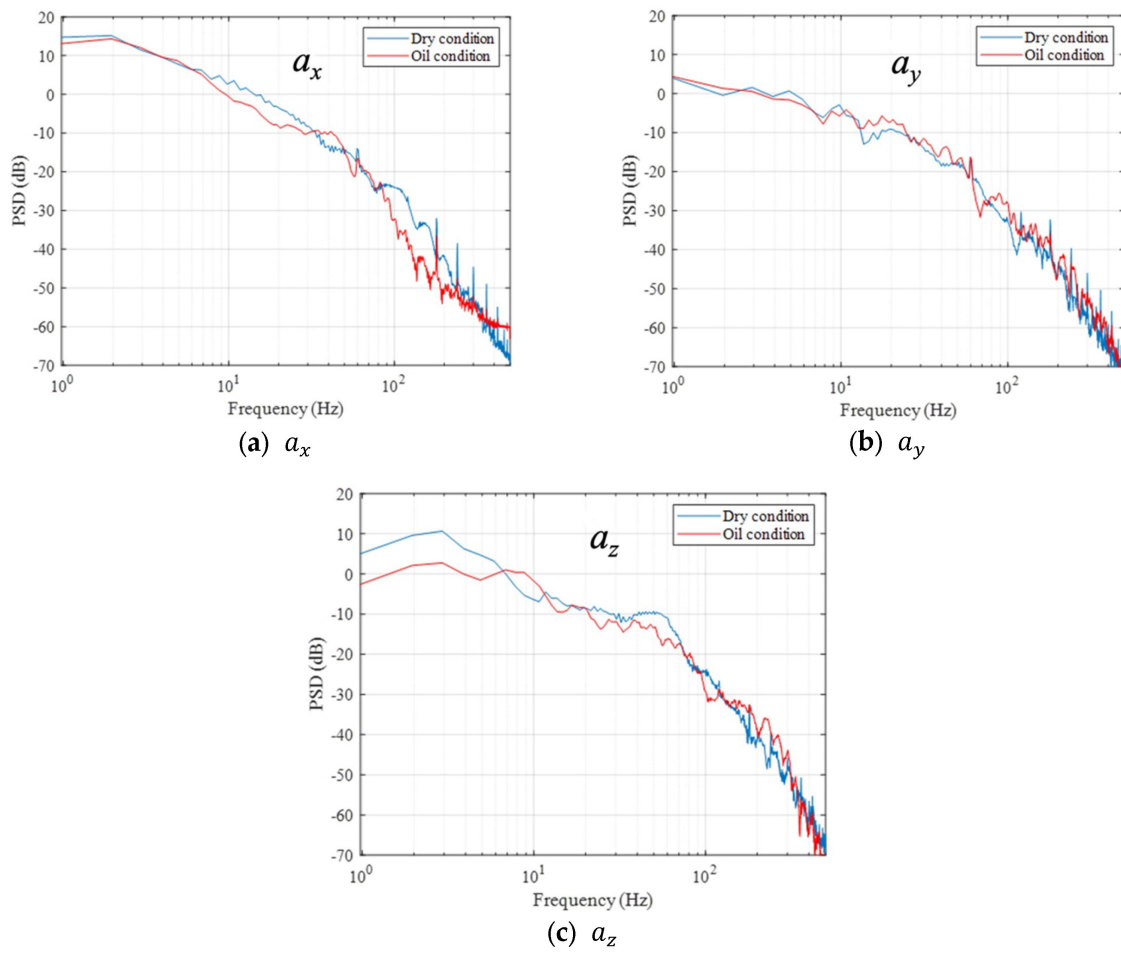 20
10
0
-10
-20
-30
-40
-50
-60
-70
PSD (dB)
a_x
Dry condition
Oil condition
10^0
10^1
10^2
Frequency (Hz)
(a) a_x
20
10
0
-10
-20
-30
-40
-50
-60
-70
PSD (dB)
a_y
Dry condition
Oil condition
10^0
10^1
10^2
Frequency (Hz)
(b) a_y
20
10
0
-10
-20
-30
-40
-50
-60
-70
PSD (dB)
a_z
Dry condition
Oil condition
10^0
10^1
10^2
Frequency (Hz)
(c) a_z